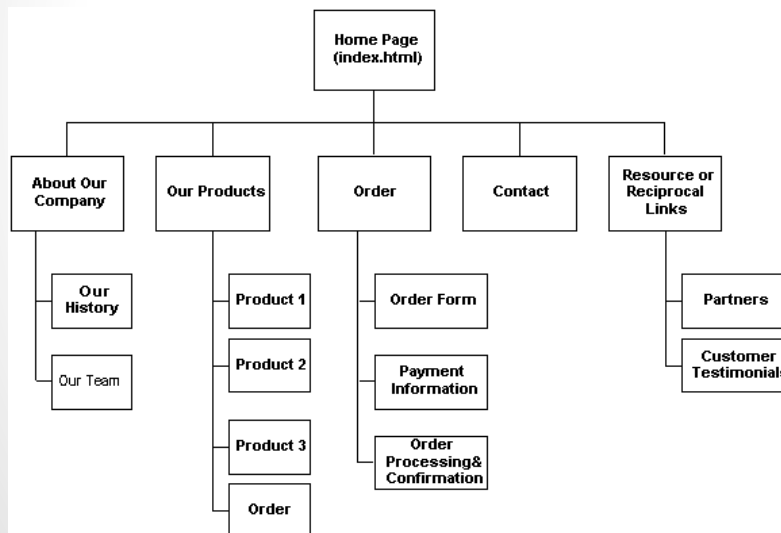 Home Page
(index.html)
About Our
Company
Our Products
Order
Contact
Resource or
Reciprocal
Links
Our
History
Our Team
Product 1
Product 2
Product 3
Order
Order Form
Payment
Information
Order
Processing&
Confirmation
Partners
Customer
Testimonials